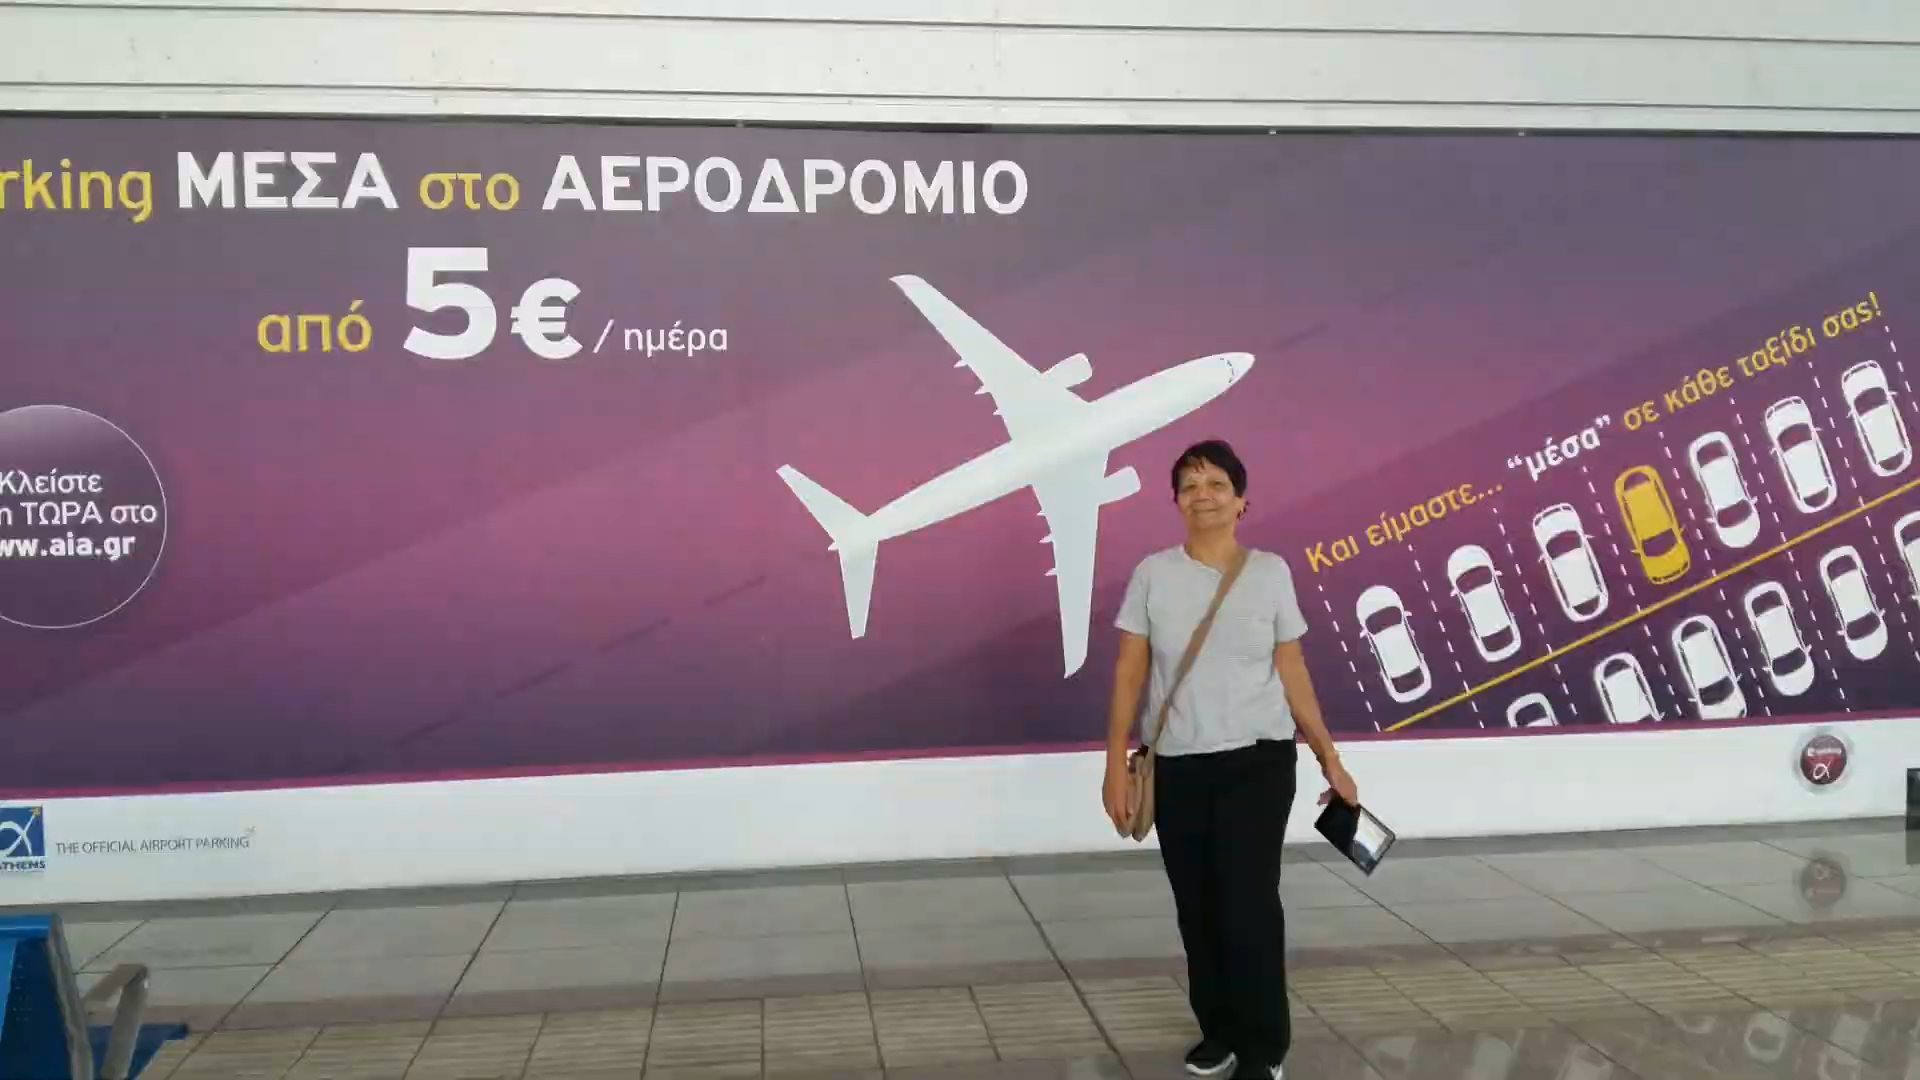 rking ΜΕΣΑ στο ΑΕΡΟΔΡΟΜΙΟ
από 5€ / ημέρα
Και είμαστε... “μέσα” σε κάθε ταξίδι σας!
Κλείστε
ΤΩΡΑ στο
ww.aia.gr
THE OFFICIAL AIRPORT PARKING
ATHENS